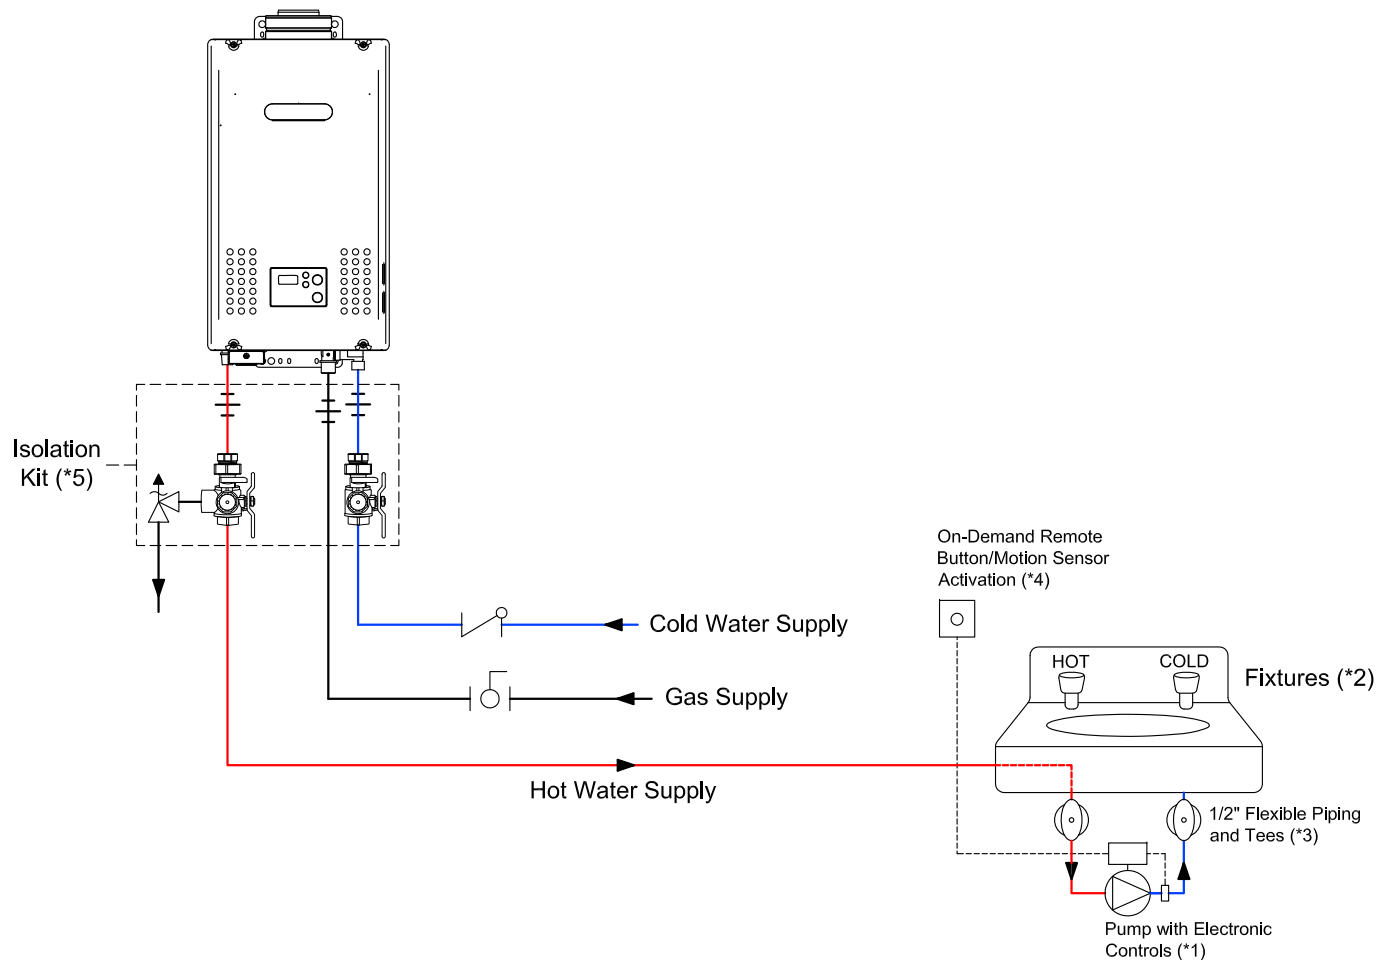 Isolation
Kit (*5)
On-Demand Remote
Button/Motion Sensor
Activation (*4)
Cold Water Supply
Gas Supply
Hot Water Supply
HOT
COLD
Fixtures (*2)
1/2" Flexible Piping
and Tees (*3)
Pump with Electronic
Controls (*1)